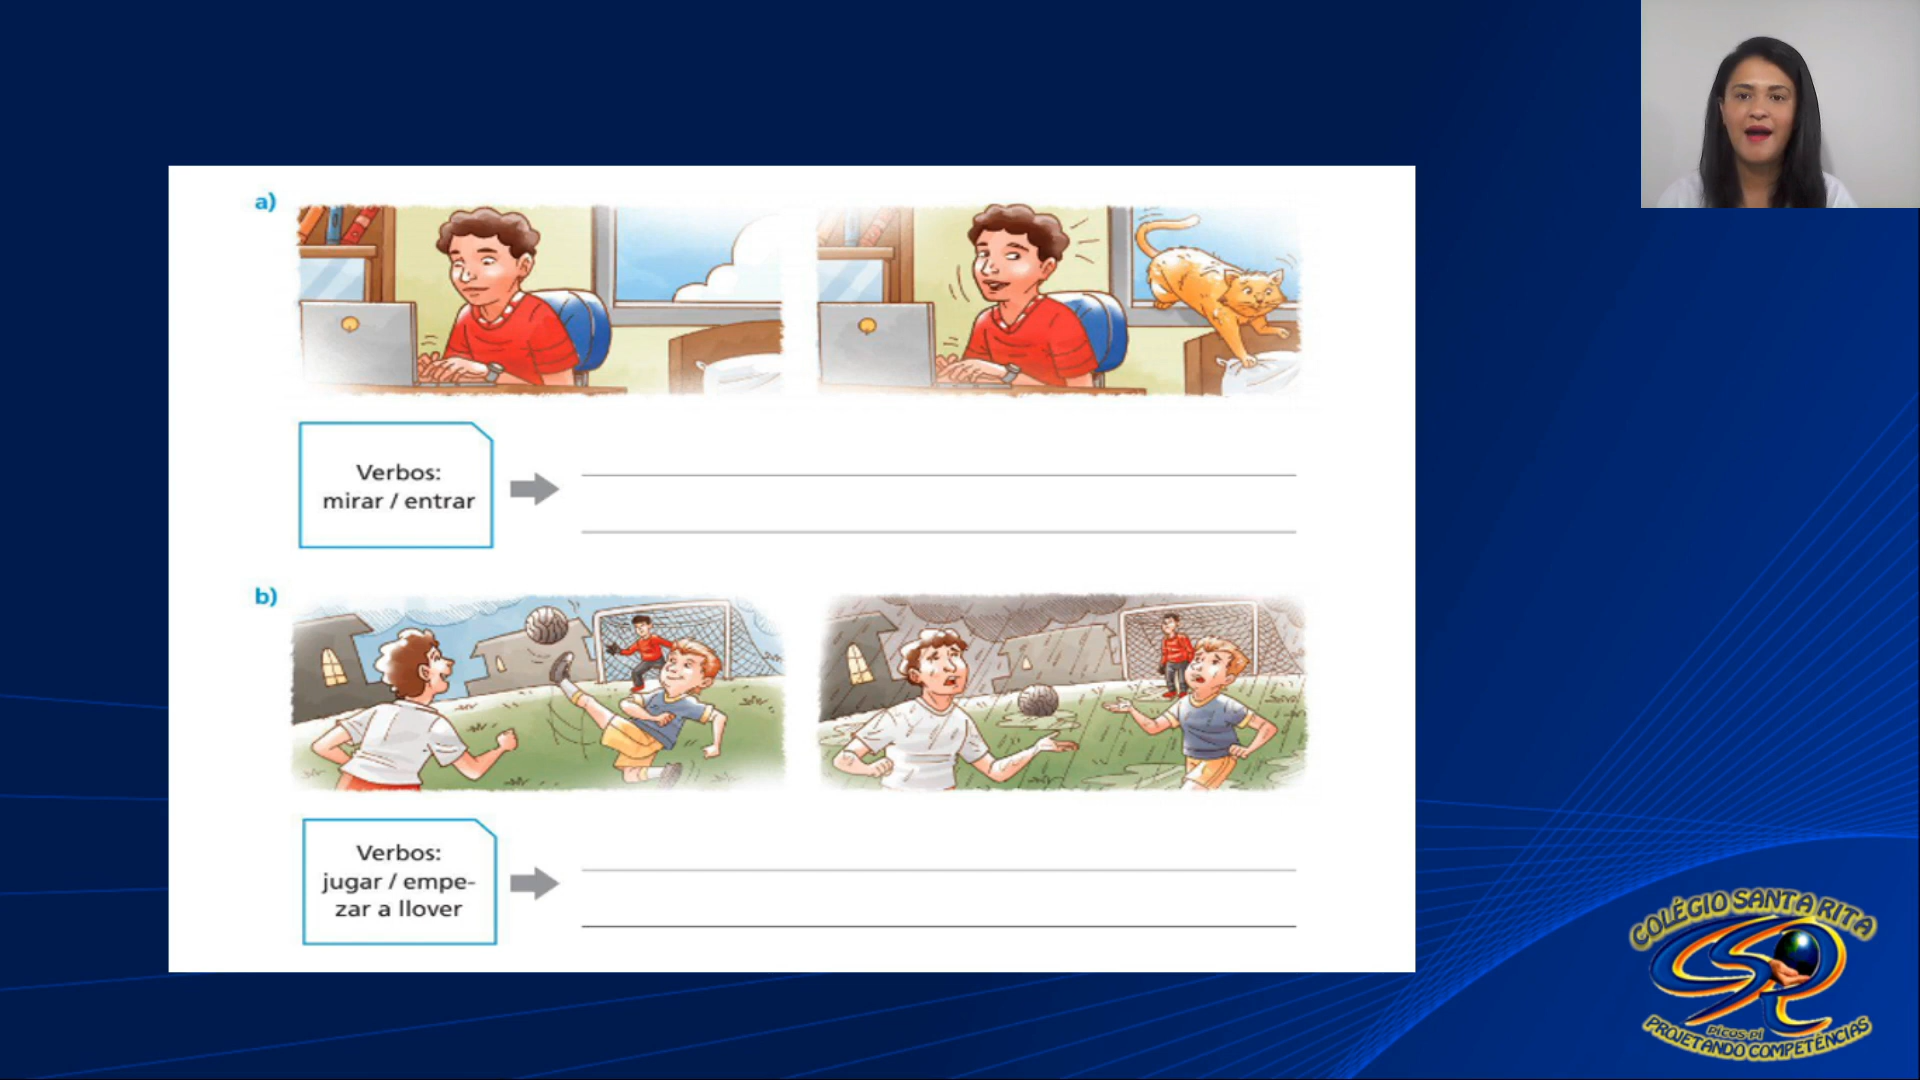 a)
Verbos:
mirar / entrar
b)
Verbos:
jugar / empe-
zar a llover
COLÉGIO SANTA RITA
PICOS-PI
PROJETANDO COMPETÊNCIAS